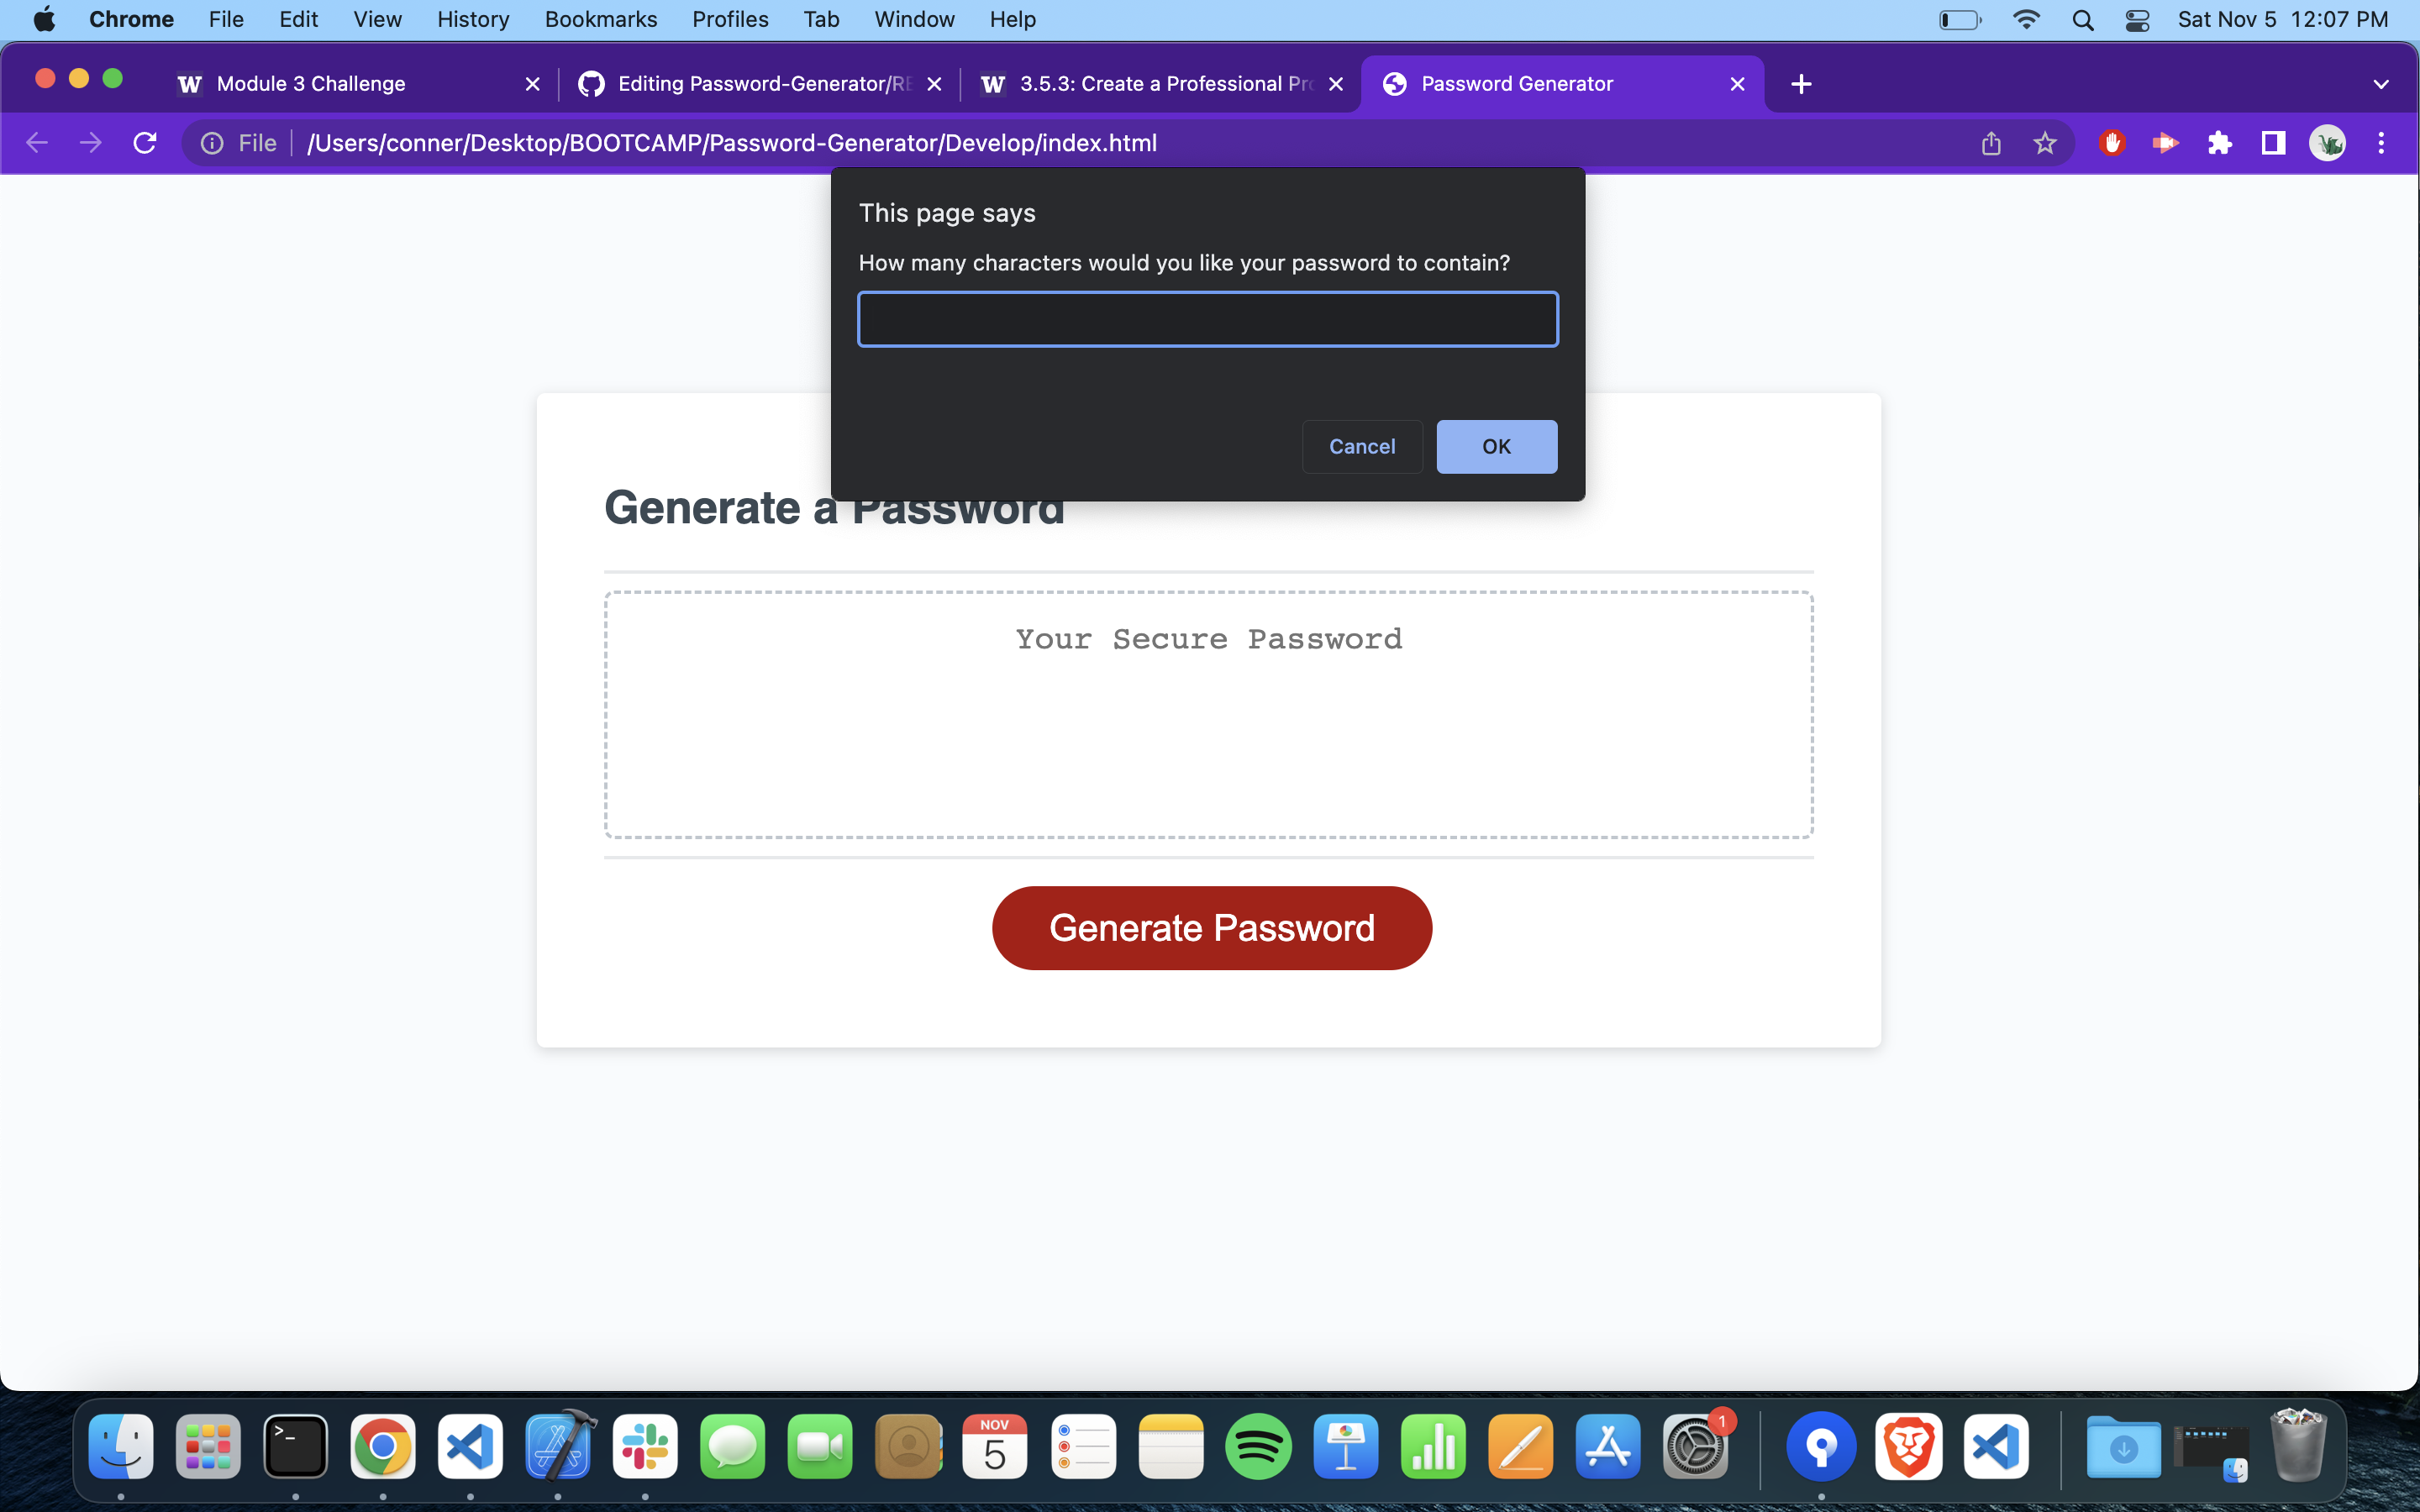 Chrome File Edit View History Bookmarks Profiles Tab Window Help Sat Nov 5 12:07 PM
W Module 3 Challenge Editing Password-Generator/RE W 3.5.3: Create a Professional Pro Password Generator
File /Users/conner/Desktop/BOOTCAMP/Password-Generator/Develop/index.html
This page says
How many characters would you like your password to contain?
Cancel OK
Generate a Password
Your Secure Password
Generate Password
NOV
5
1